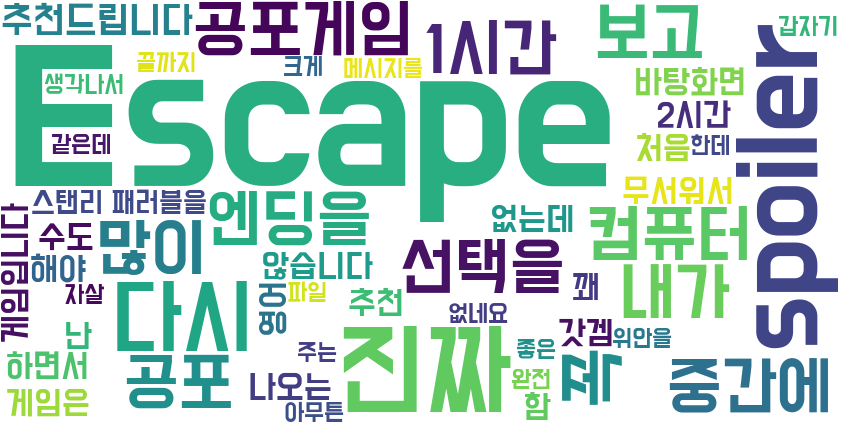 추천드립니다
공포게임
1시간
보고
갑자기
끝까지
크게
메시지를
생각나서
Escape
바탕화면
2시간
spoiler
같은데
처음
한데
스탠리 패러블을
엔딩을
무서워서
게임입니다
수도
많이
없는데
컴퓨터
해야
않습니다
선택을
꽤
내가
자살
다시
영어
파일
추천
없네요
난
진짜
갓겜
위안을
하면서
공포
주는
좋은
제
중간에
게임은
나오는
아무튼
완전
함